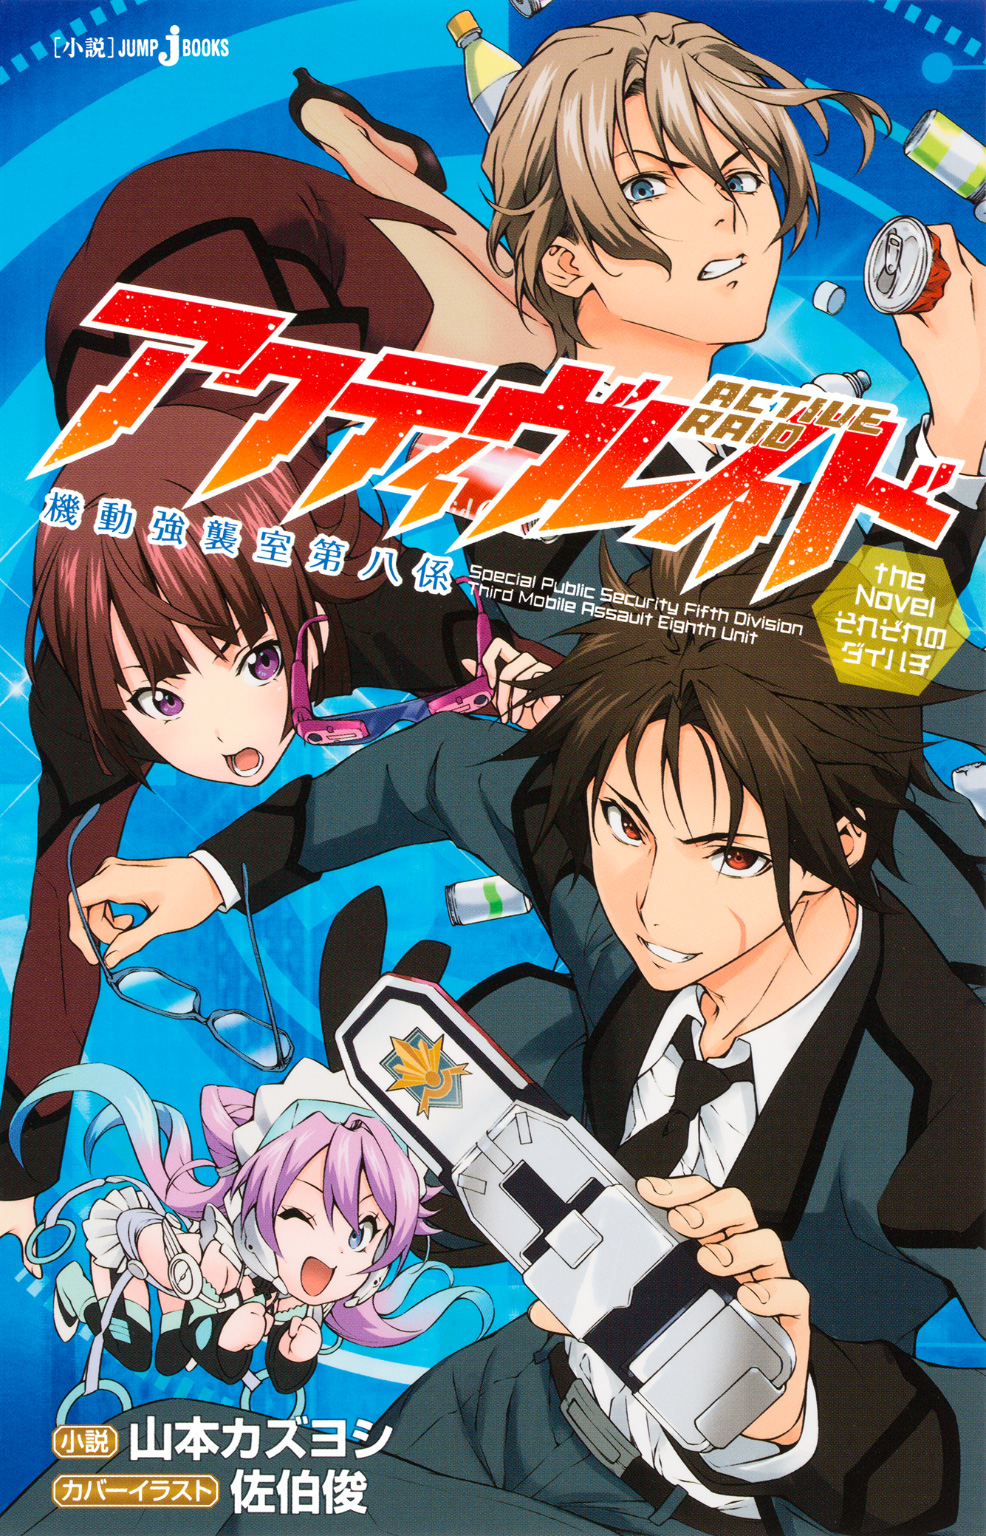 [小説] JUMP j BOOKS
アクティヴレイド
ACTIVE
RAID
機動強襲室第八係
Special Public Security Fifth Division
Third Mobile Assault Eighth Unit
the
Novel
それぞれの
ダイハチ
小説 山本カズヨシ
カバーイラスト 佐伯俊